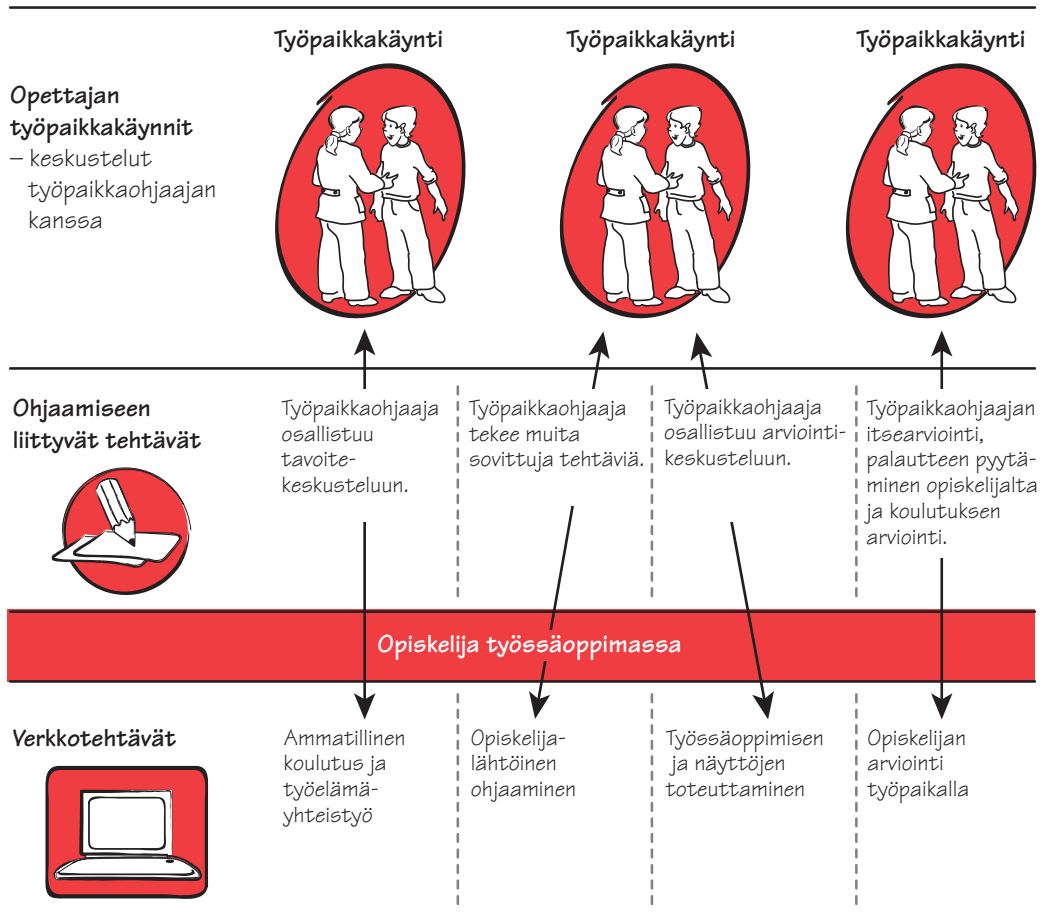 Työpaikkakäynti
Työpaikkakäynti
Työpaikkakäynti
Opettajan
työpaikkakäynnit
– keskustelut
työpaikkaohjaajan
kanssa
Ohjaamiseen
liittyvät tehtävät
Työpaikkaohjaaja
osallistuu
tavoite-
keskusteluun.
Työpaikkaohjaaja
tekee muita
sovittuja tehtäviä.
Työpaikkaohjaaja
osallistuu arviointi-
keskusteluun.
Työpaikkaohjaajan
itsearviointi,
palautteen pyytä-
minen opiskelijalta
ja koulutuksen
arviointi.
Opiskelija työssäoppimassa
Verkkotehtävät
Ammatillinen
koulutus ja
työelämä-
yhteistyö
Opiskelija-
lähtöinen
ohjaaminen
Työssäoppimisen
ja näyttöjen
toteuttaminen
Opiskelijan
arviointi
työpaikalla